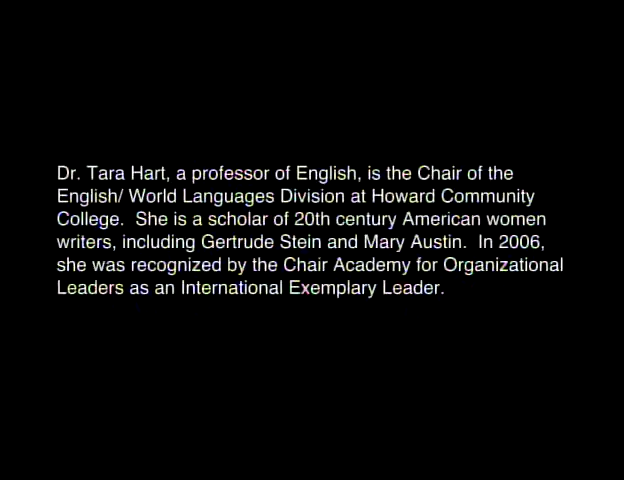 Dr. Tara Hart, a professor of English, is the Chair of the
English/ World Languages Division at Howard Community
College.  She is a scholar of 20th century American women
writers, including Gertrude Stein and Mary Austin.  In 2006,
she was recognized by the Chair Academy for Organizational
Leaders as an International Exemplary Leader.